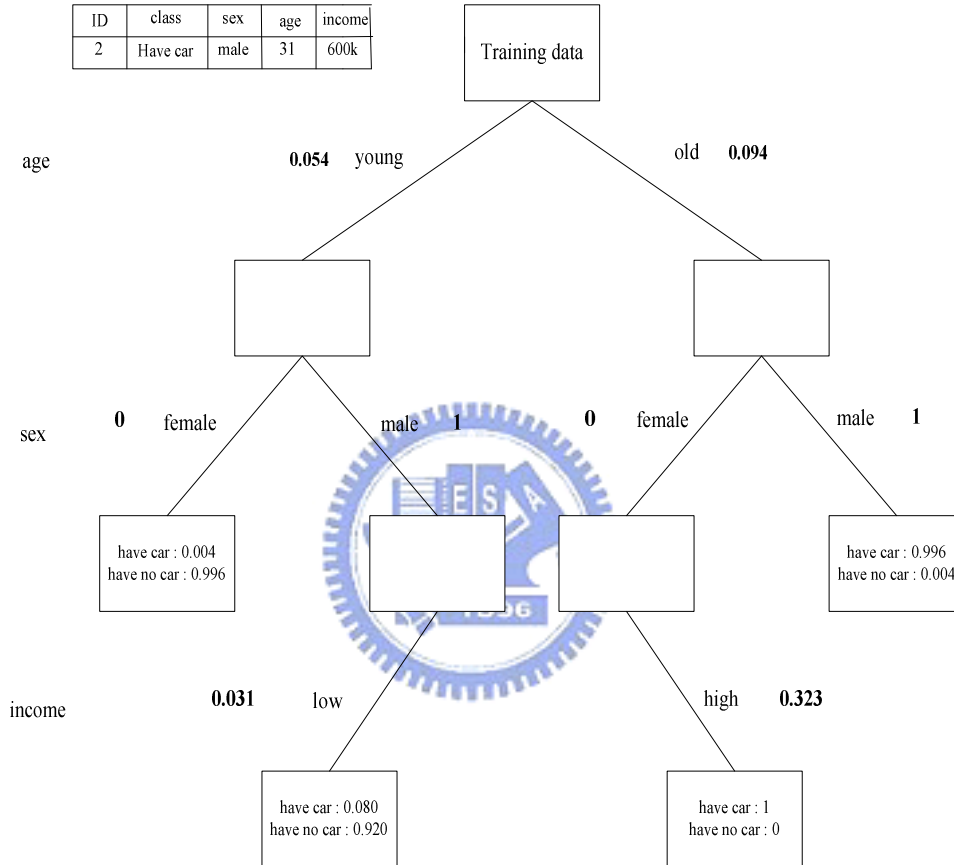 ID class sex age income
2 Have car male 31 600k
Training data
age
0.054 young
old 0.094
sex
0 female
male 1
0 female
male 1
have car : 0.004
have no car : 0.996
have car : 0.996
have no car : 0.004
E S A
1896
income
0.031 low
high 0.323
have car : 0.080
have no car : 0.920
have car : 1
have no car : 0